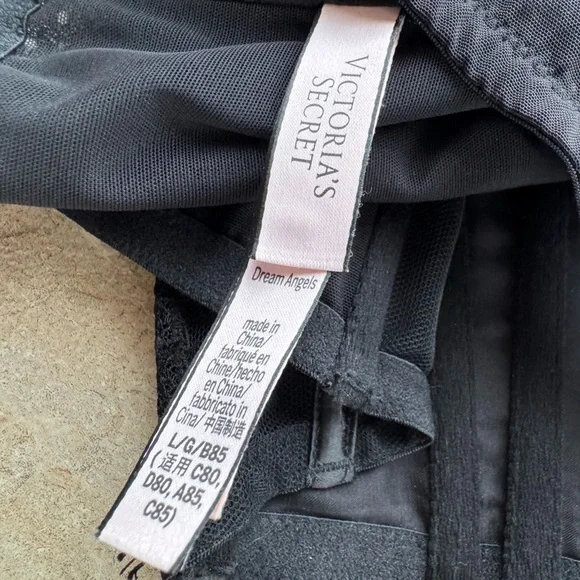 VICTORIA'S
SECRET
Dream Angels
made in
China/
fabriqué en
Chine/hecho
en China/
fabbricato in
Cina/ 中国制造
L/G/B85
(适用 C80,
D80, A85,
C85)